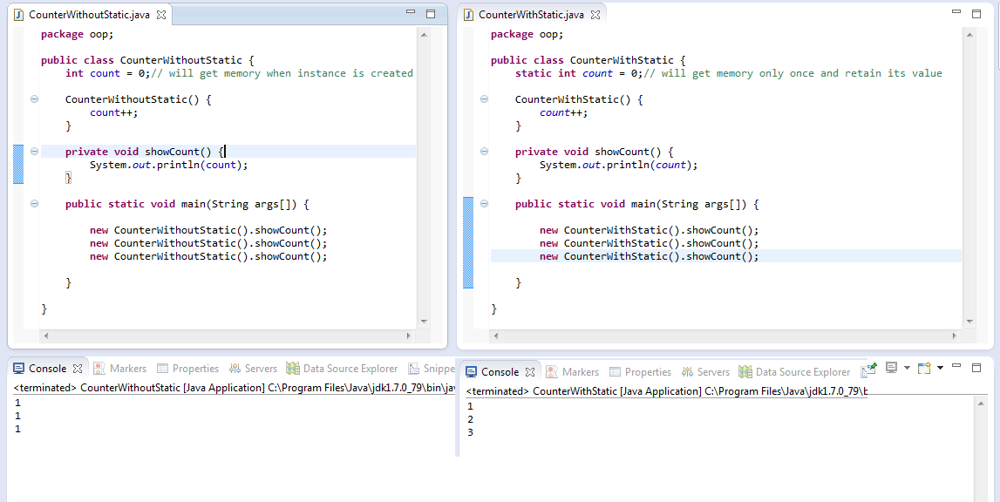 CounterWithoutStatic.java
package oop;
public class CounterWithoutStatic {
int count = 0;// will get memory when instance is created
CounterWithoutStatic() {
count++;
}
private void showCount() {
System.out.println(count);
}
public static void main(String args[]) {
new CounterWithoutStatic().showCount();
new CounterWithoutStatic().showCount();
new CounterWithoutStatic().showCount();
}
}
CounterWithStatic.java
package oop;
public class CounterWithStatic {
static int count = 0;// will get memory only once and retain its value
CounterWithStatic() {
count++;
}
private void showCount() {
System.out.println(count);
}
public static void main(String args[]) {
new CounterWithStatic().showCount();
new CounterWithStatic().showCount();
new CounterWithStatic().showCount();
}
}
Console Markers Properties Servers Data Source Explorer Snippe
<terminated> CounterWithoutStatic [Java Application] C:\Program Files\Java\jdk1.7.0_79\bin\jav
1
1
1
Console Markers Properties Servers Data Source Explorer
<terminated> CounterWithStatic [Java Application] C:\Program Files\Java\jdk1.7.0_79\b
1
2
3